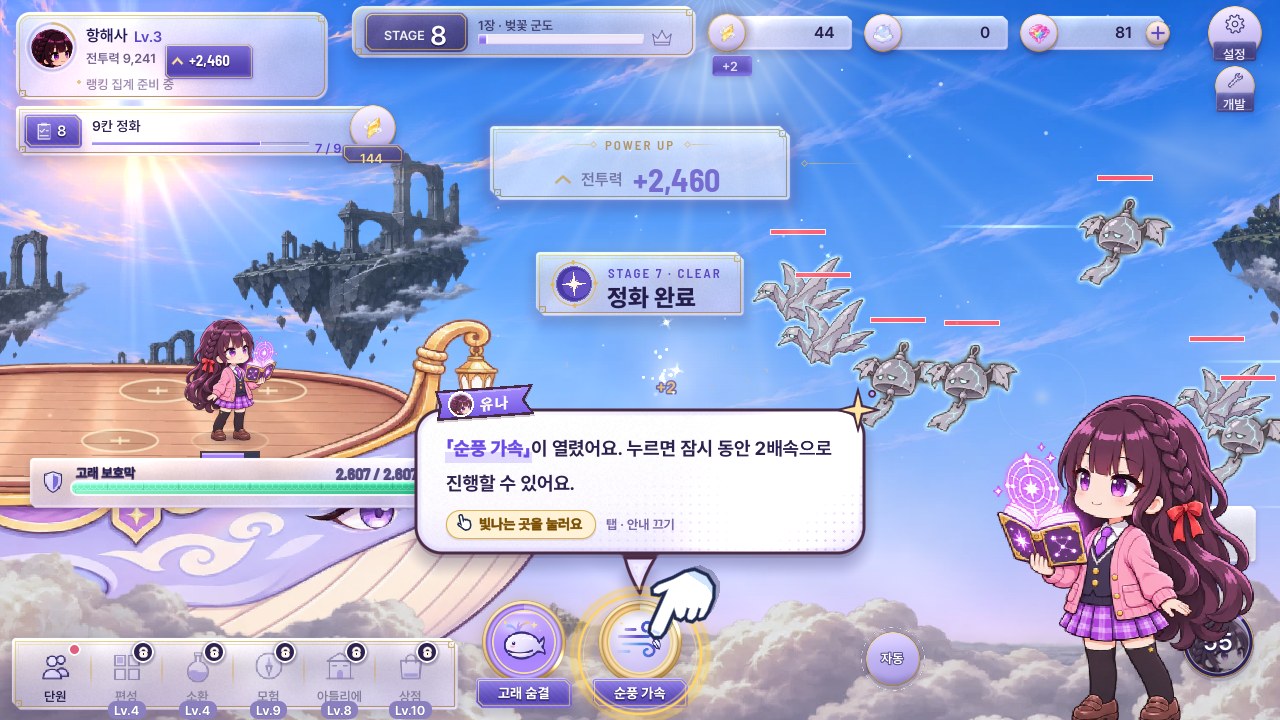 항해사 Lv.3
전투력 9,241
+2,460
랭킹 집계 준비 중
STAGE 8
1장 · 벚꽃 군도
44
+2
0
81
설정
개발
8
9칸 정화
7 / 9
144
POWER UP
전투력 +2,460
STAGE 7 · CLEAR
정화 완료
+2
유나
「순풍 가속」이 열렸어요. 누르면 잠시 동안 2배속으로
진행할 수 있어요.
빛나는 곳을 눌러요
탭 · 안내 끄기
고래 보호막
2,607 / 2,607
단원
편성
Lv.4
소환
Lv.4
모험
Lv.9
아틀리에
Lv.8
상점
Lv.10
고래 숨결
순풍 가속
자동